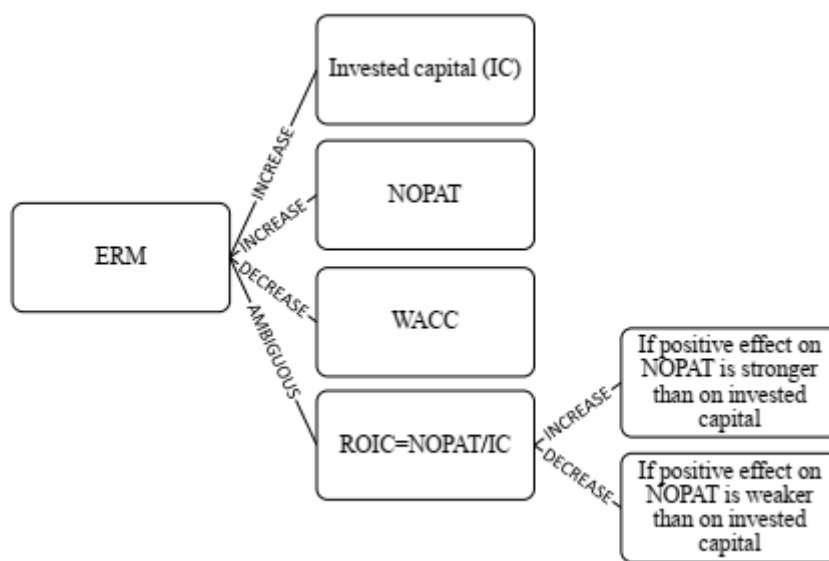 Invested capital (IC)
INCREASE
NOPAT
INCREASE
ERM
DECREASE
WACC
AMBIGUOUS
ROIC=NOPAT/IC
INCREASE
If positive effect on
NOPAT is stronger
than on invested
capital
DECREASE
If positive effect on
NOPAT is weaker
than on invested
capital